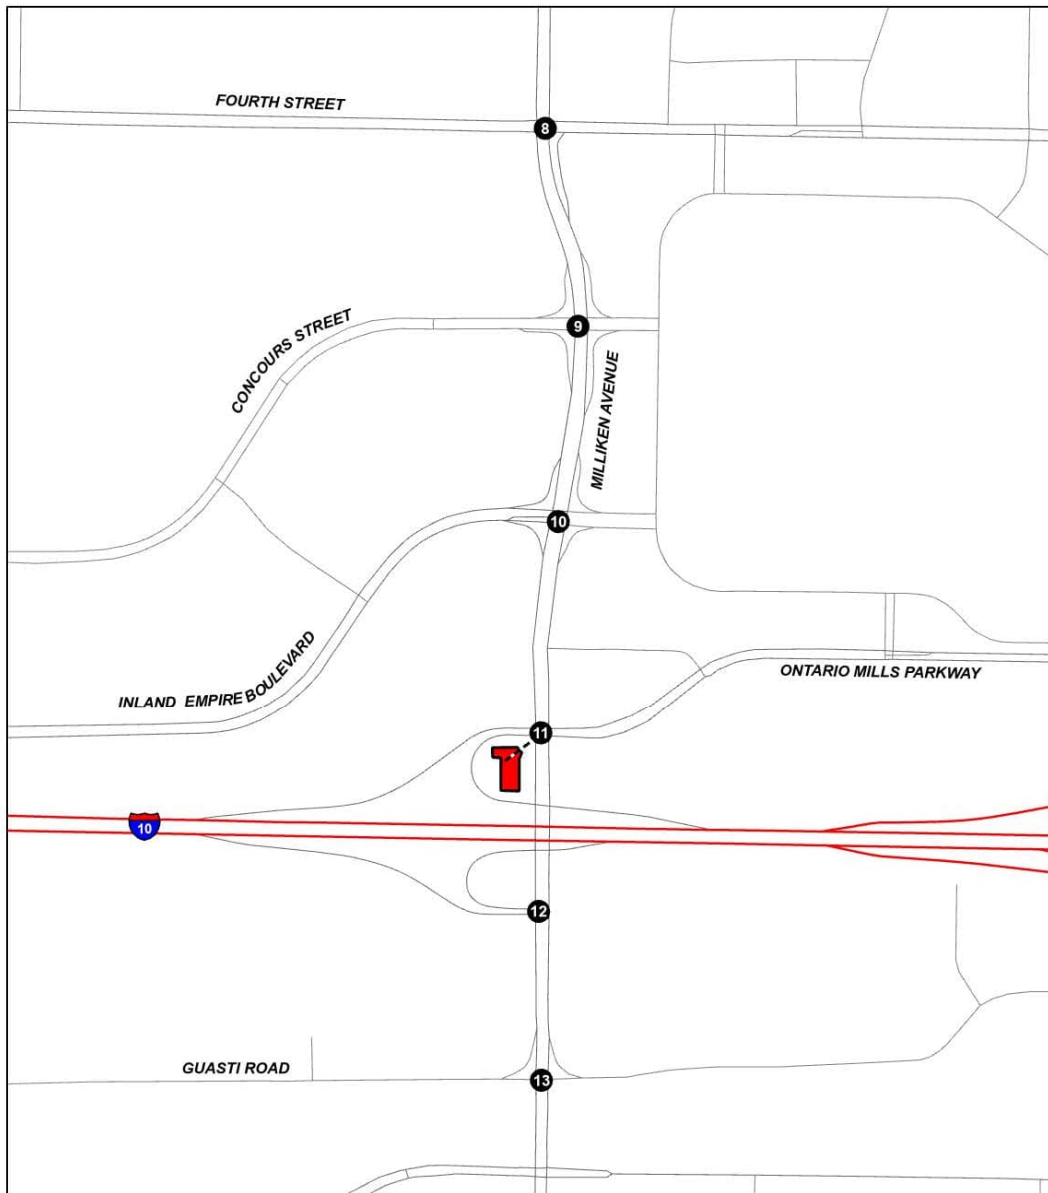 FOURTH STREET
8
CONCOURS STREET
9
MILLIKEN AVENUE
10
INLAND EMPIRE BOULEVARD
ONTARIO MILLS PARKWAY
11
10
12
GUASTI ROAD
13